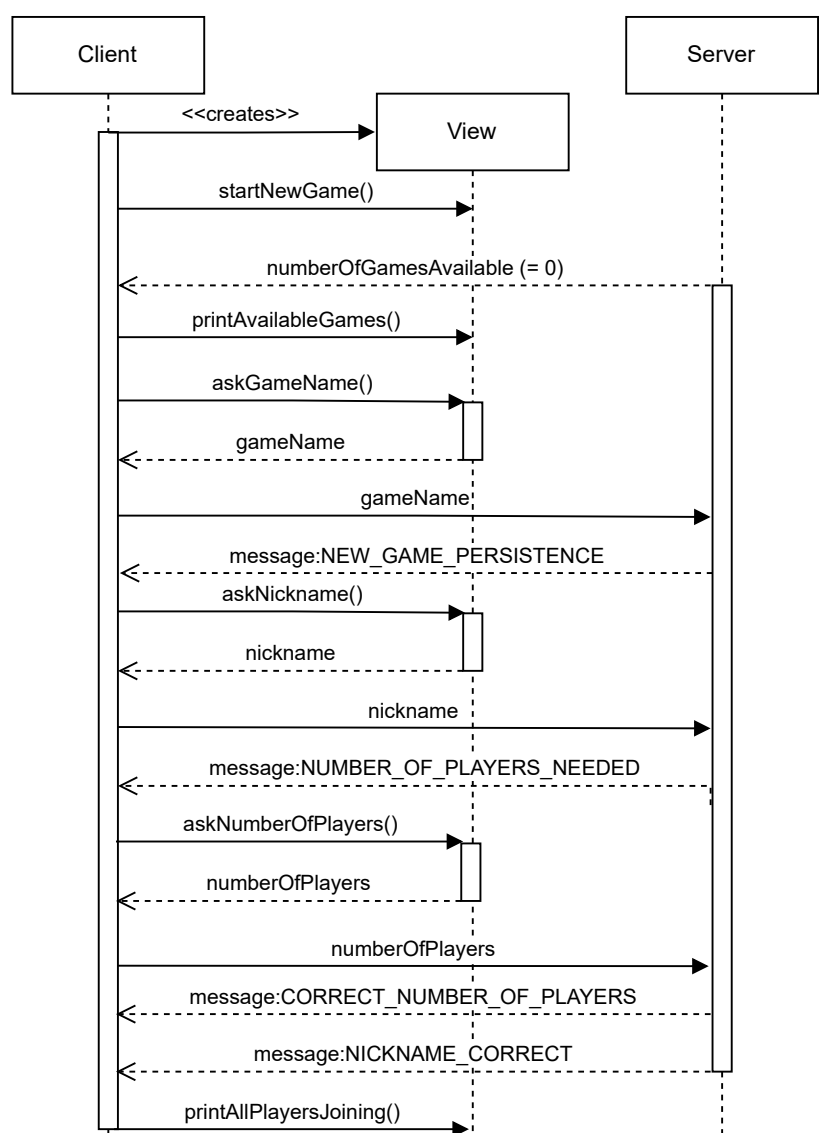 Client
Server
<<creates>>
View
startNewGame()
numberOfGamesAvailable (= 0)
printAvailableGames()
askGameName()
gameName
gameName
message:NEW_GAME_PERSISTENCE
askNickname()
nickname
nickname
message:NUMBER_OF_PLAYERS_NEEDED
askNumberOfPlayers()
numberOfPlayers
numberOfPlayers
message:CORRECT_NUMBER_OF_PLAYERS
message:NICKNAME_CORRECT
printAllPlayersJoining()